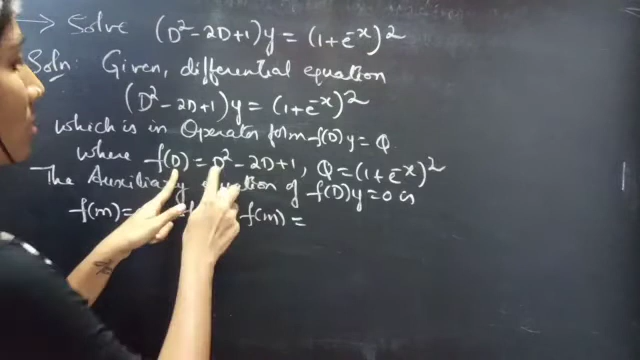 → Solve (D² - 2D + 1) y = (1 + e⁻ˣ)²
Soln: Given, differential equation
(D² - 2D + 1) y = (1 + e⁻ˣ)²
which is in Operator form f(D) y = Q
where f(D) = D² - 2D + 1, Q = (1 + e⁻ˣ)²
The Auxiliary equation of f(D) y = 0 is
f(m) = f(m) =